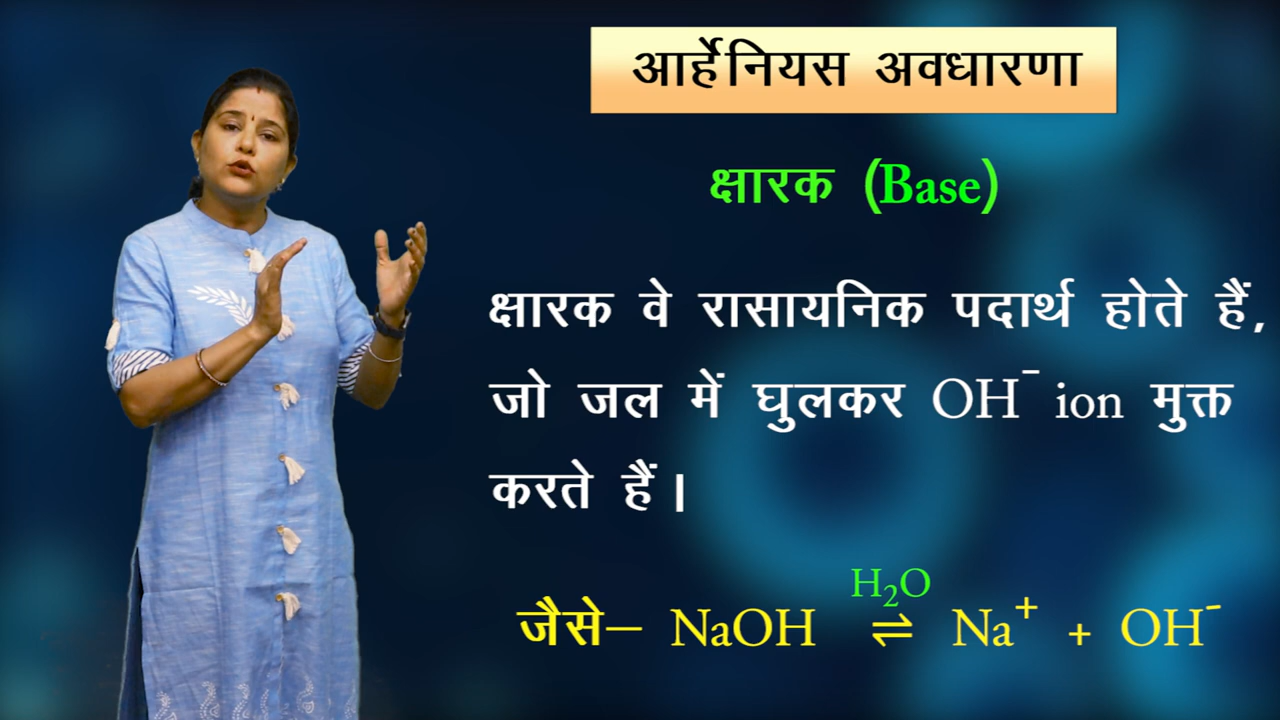 आर्हेनियस अवधारणा
क्षारक (Base)
क्षारक वे रासायनिक पदार्थ होते हैं,
जो जल में घुलकर OH⁻ ion मुक्त
करते हैं।
जैसे– NaOH ⇌ Na⁺ + OH⁻
H₂O